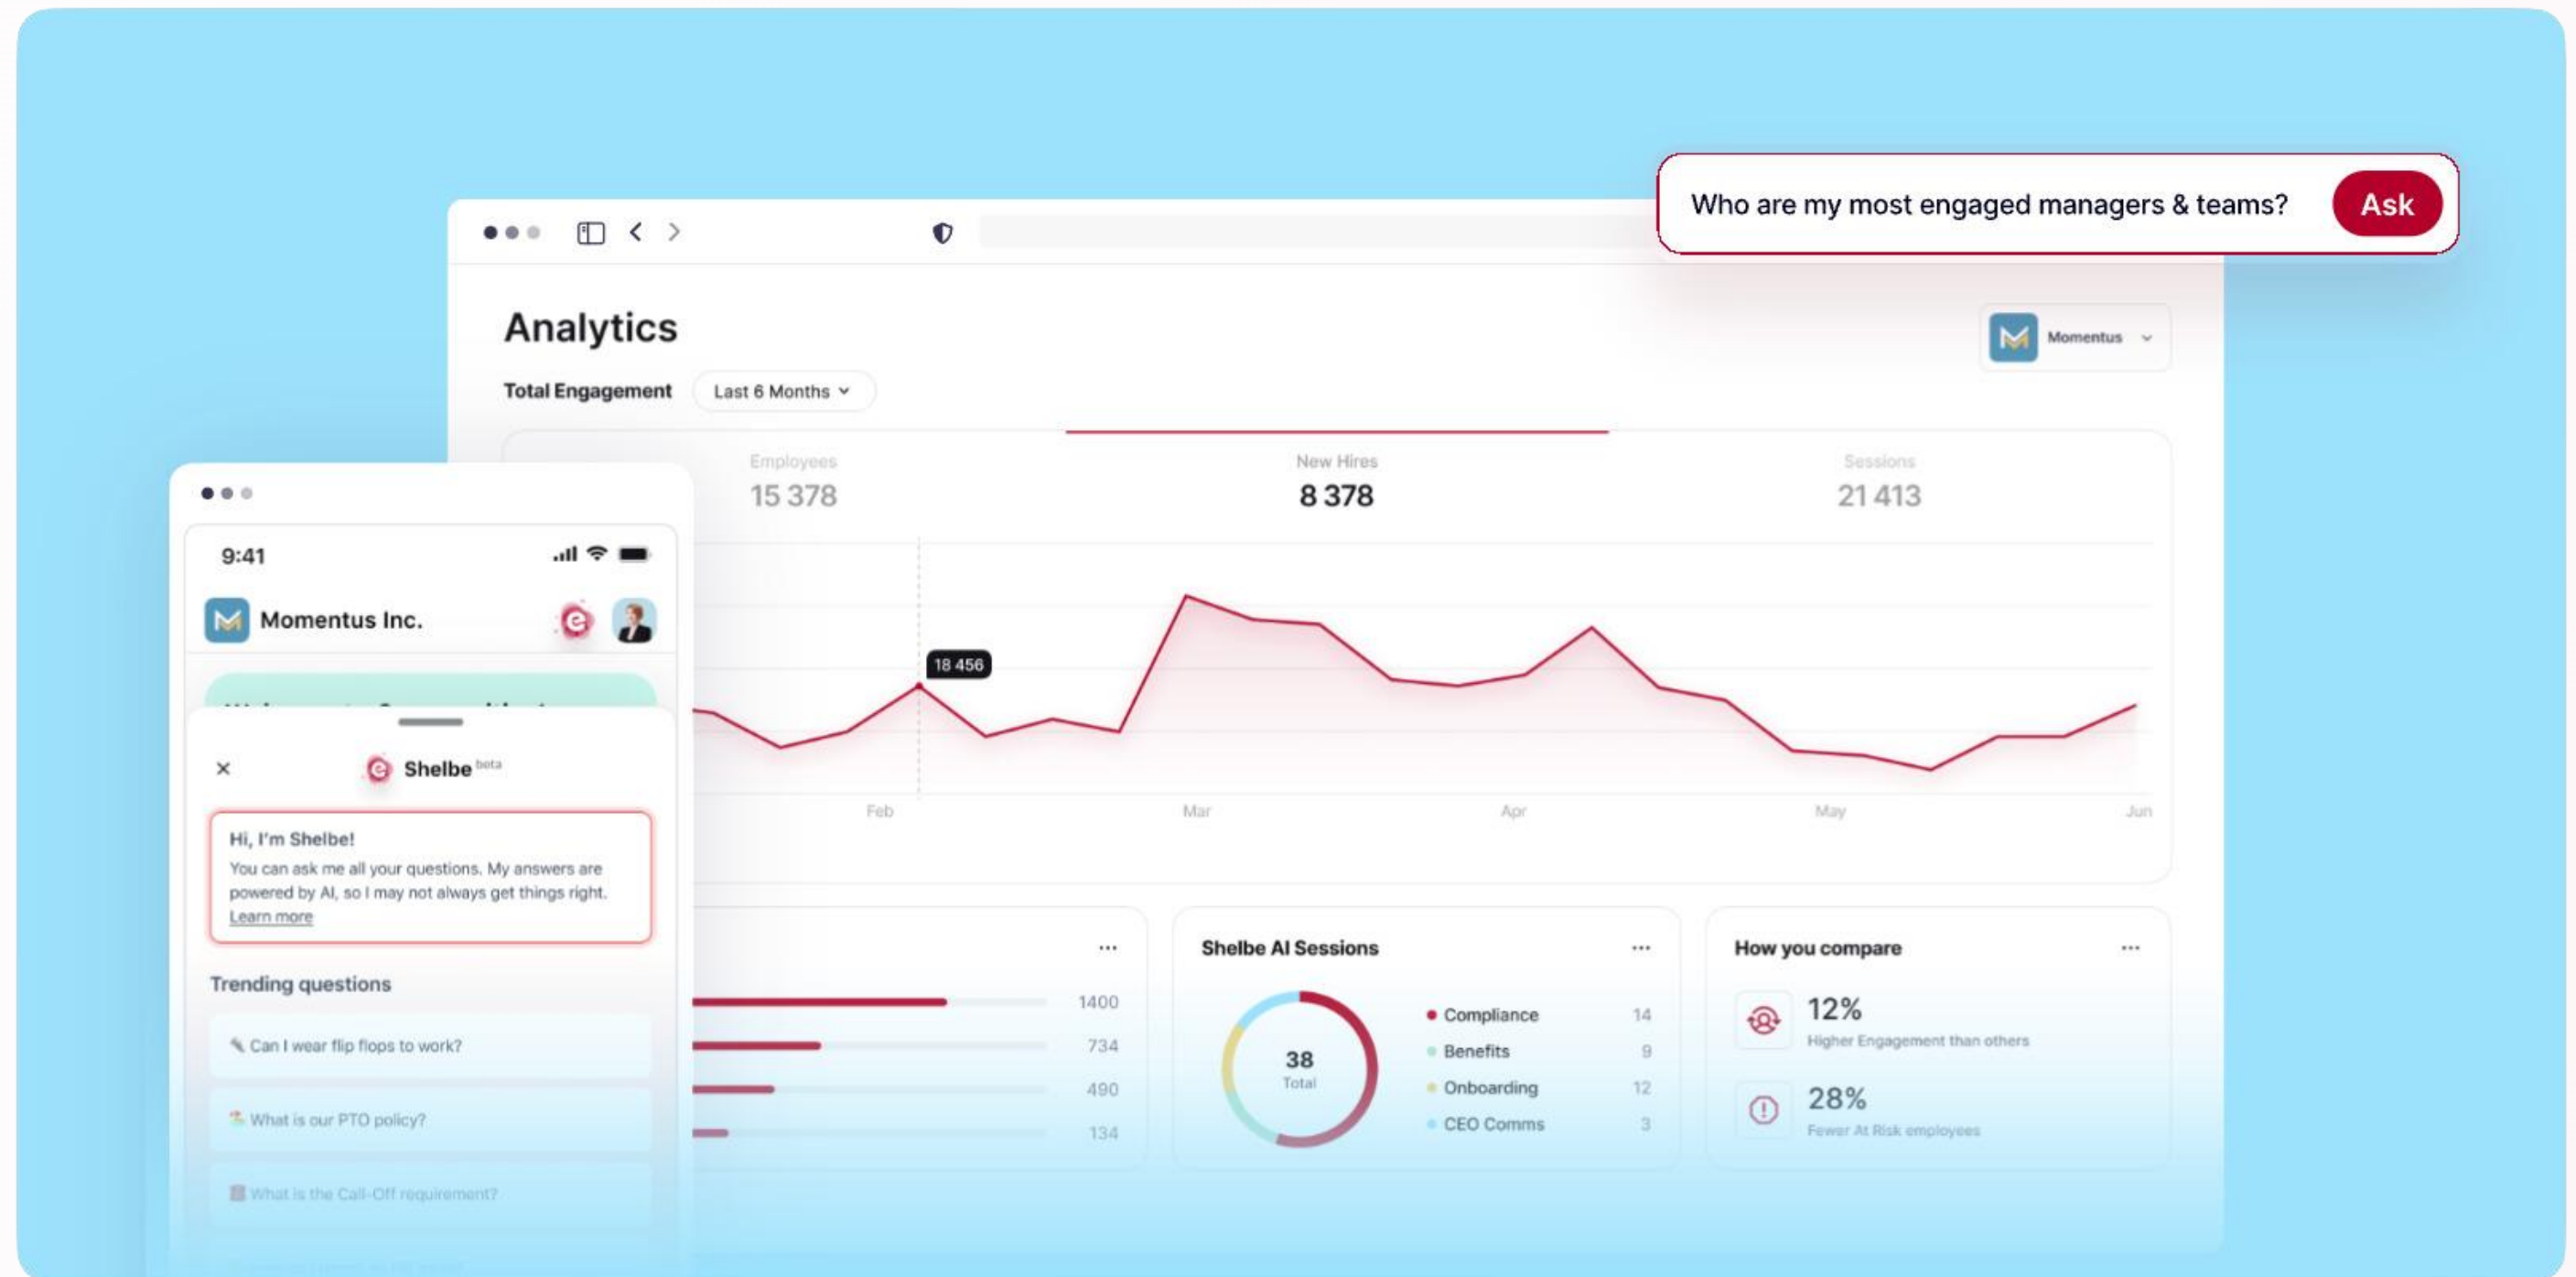 Who are my most engaged managers & teams?
Ask
Analytics
Momentus
Total Engagement
Last 6 Months
Employees
15 378
New Hires
8 378
Sessions
21 413
18 456
Feb
Mar
Apr
May
Jun
9:41
Momentus Inc.
Shelbe beta
Hi, I'm Shelbe!
You can ask me all your questions. My answers are
powered by AI, so I may not always get things right.
Learn more
Trending questions
Can I wear flip flops to work?
What is our PTO policy?
What is the Call-Off requirement?
1400
734
490
134
Shelbe AI Sessions
38
Total
Compliance 14
Benefits 9
Onboarding 12
CEO Comms 3
How you compare
12%
Higher Engagement than others
28%
Fewer At Risk employees